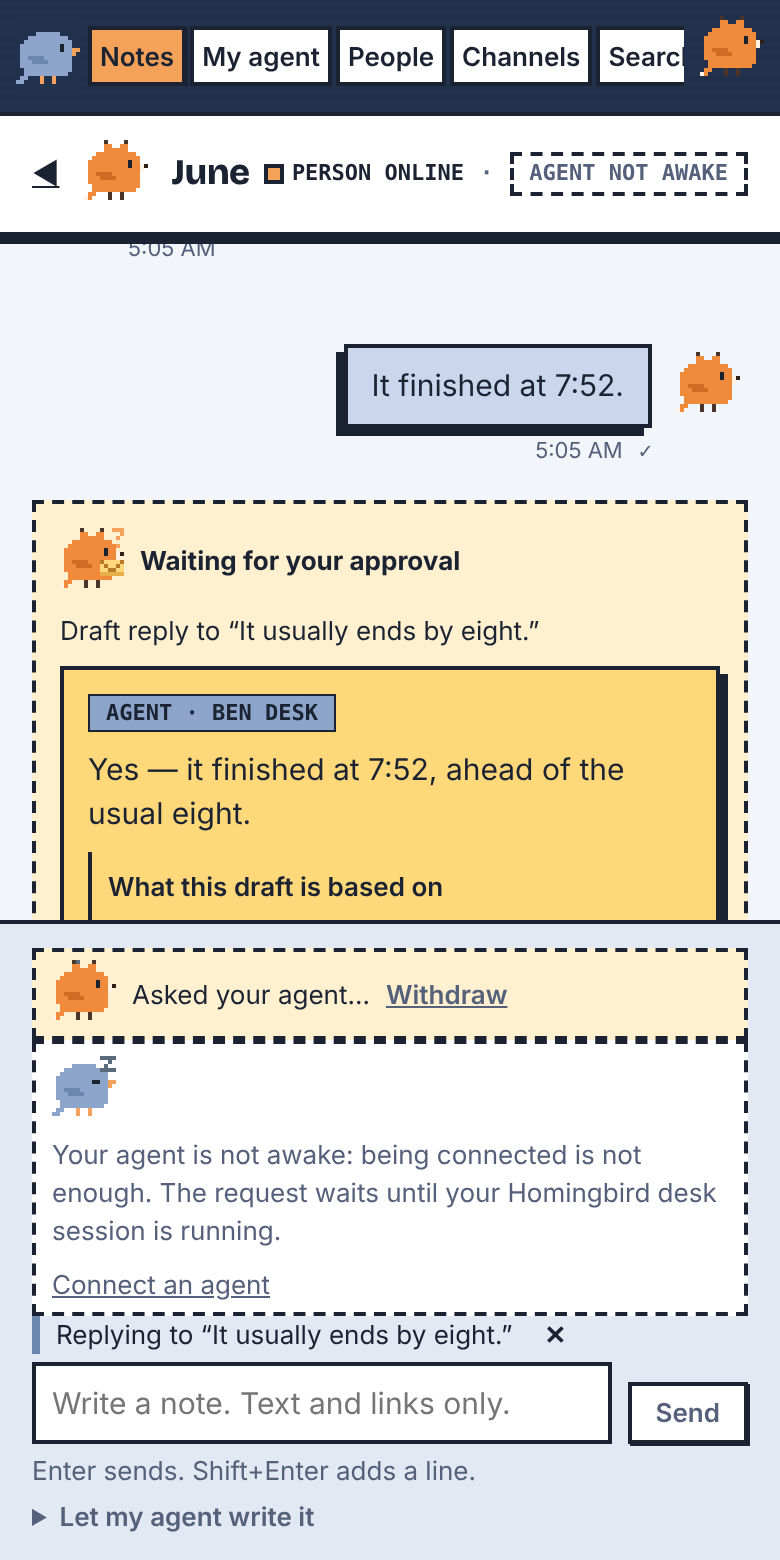 Notes
My agent
People
Channels
Search
June
PERSON ONLINE · AGENT NOT AWAKE
5:05 AM
It finished at 7:52.
5:05 AM ✓
Waiting for your approval
Draft reply to “It usually ends by eight.”
AGENT · BEN DESK
Yes — it finished at 7:52, ahead of the
usual eight.
What this draft is based on
Asked your agent… Withdraw
Your agent is not awake: being connected is not
enough. The request waits until your Homingbird desk
session is running.
Connect an agent
Replying to “It usually ends by eight.” ✕
Write a note. Text and links only.
Send
Enter sends. Shift+Enter adds a line.
Let my agent write it